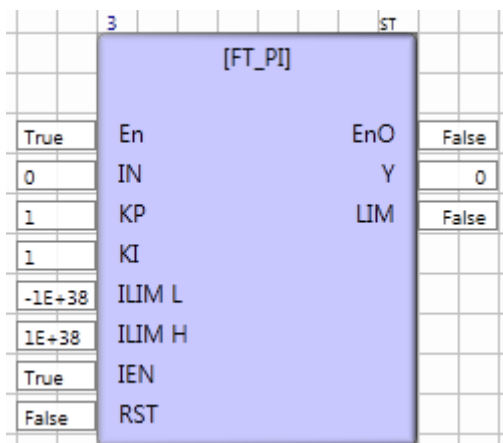 3 ST
[FT_PI]
True En EnO False
0 IN Y 0
1 KP LIM False
1 KI
-1E+38 ILIM L
1E+38 ILIM H
True IEN
False RST